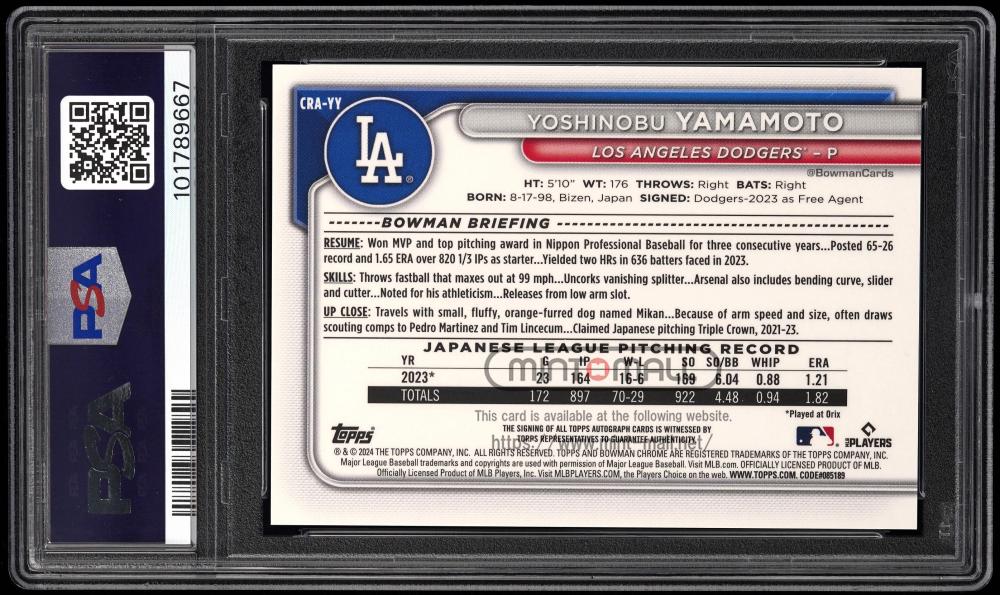 PSA
101789667
PSA
CRA-YY
LA
YOSHINOBU YAMAMOTO
LOS ANGELES DODGERS® – P
@BowmanCards
HT: 5'10" WT: 176 THROWS: Right BATS: Right
BORN: 8-17-98, Bizen, Japan SIGNED: Dodgers-2023 as Free Agent
BOWMAN BRIEFING
RESUME: Won MVP and top pitching award in Nippon Professional Baseball for three consecutive years...Posted 65-26
record and 1.65 ERA over 820 1/3 IPs as starter...Yielded two HRs in 636 batters faced in 2023.
SKILLS: Throws fastball that maxes out at 99 mph...Uncorks vanishing splitter...Arsenal also includes bending curve, slider
and cutter...Noted for his athleticism...Releases from low arm slot.
UP CLOSE: Travels with small, fluffy, orange-furred dog named Mikan...Because of arm speed and size, often draws
scouting comps to Pedro Martinez and Tim Lincecum...Claimed Japanese pitching Triple Crown, 2021-23.
JAPANESE LEAGUE PITCHING RECORD
YR G IP W-L SO SO/BB WHIP ERA
2023* 23 164 16-6 169 6.04 0.88 1.21
TOTALS 172 897 70-29 922 4.48 0.94 1.82
MINTOMALL
*Played at Orix
This card is available at the following website.
THE SIGNING OF ALL TOPPS AUTOGRAPH CARDS IS WITNESSED BY
TOPPS REPRESENTATIVES TO GUARANTEE AUTHENTICITY.
Topps®
MLB PLAYERS
® & © 2024 THE TOPPS COMPANY, INC. ALL RIGHTS RESERVED. TOPPS AND BOWMAN CHROME ARE REGISTERED TRADEMARKS OF THE TOPPS COMPANY, INC.
Major League Baseball trademarks and copyrights are used with permission of Major League Baseball. Visit MLB.com. OFFICIALLY LICENSED PRODUCT OF MLB.
Officially Licensed Product of MLB Players, Inc. Visit MLBPLAYERS.COM, the Players Choice on the web. WWW.TOPPS.COM. CODE#085189